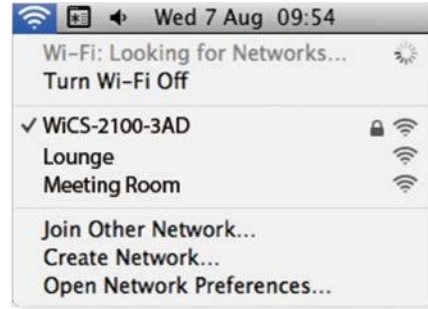 Wed 7 Aug 09:54
Wi-Fi: Looking for Networks...
Turn Wi-Fi Off
WiCS-2100-3AD
Lounge
Meeting Room
Join Other Network...
Create Network...
Open Network Preferences...